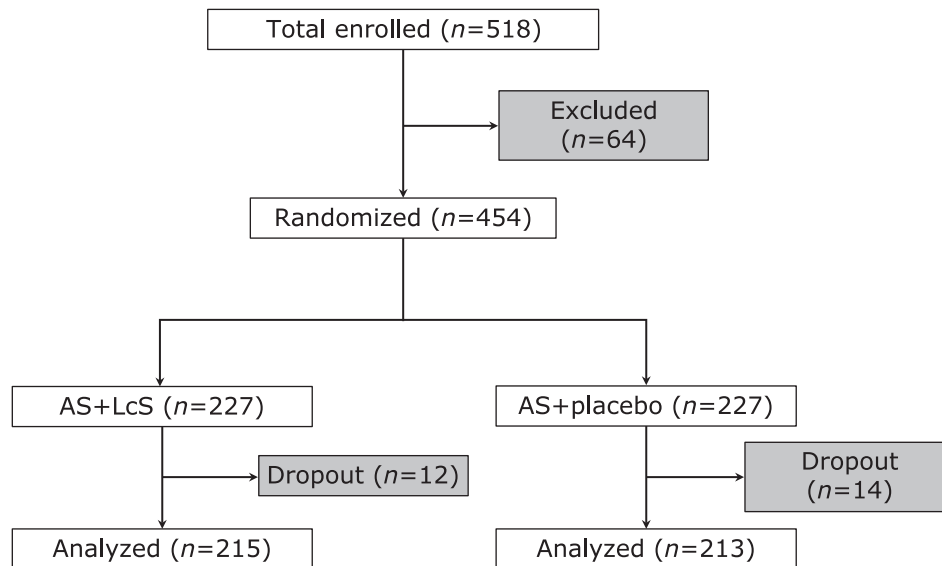 Total enrolled (n=518)
Excluded
(n=64)
Randomized (n=454)
AS+LcS (n=227)
AS+placebo (n=227)
Dropout (n=12)
Dropout
(n=14)
Analyzed (n=215)
Analyzed (n=213)